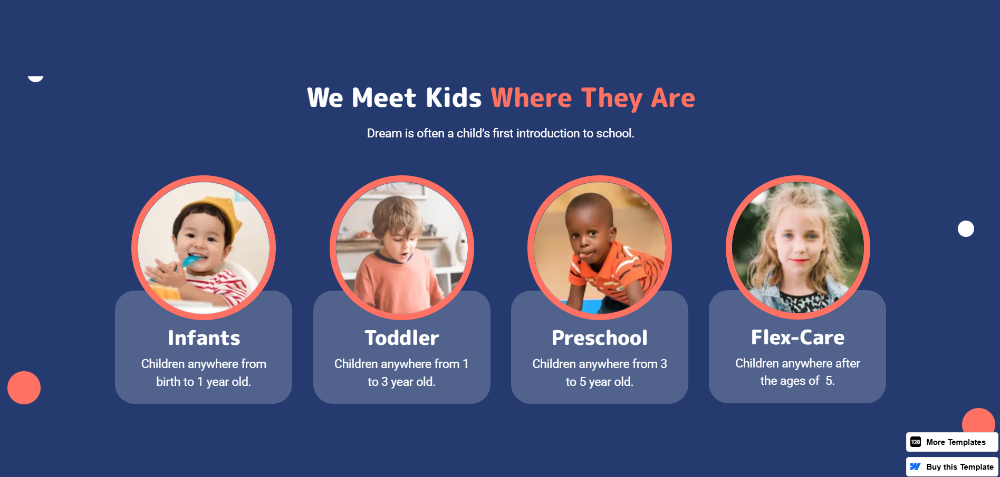 We Meet Kids Where They Are
Dream is often a child’s first introduction to school.
Infants
Children anywhere from
birth to 1 year old.
Toddler
Children anywhere from 1
to 3 year old.
Preschool
Children anywhere from 3
to 5 year old.
Flex-Care
Children anywhere after
the ages of  5.
128 More Templates
Buy this Template